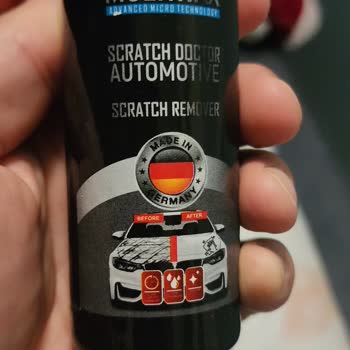 ADVANCED MICRO TECHNOLOGY
SCRATCH DOCTOR
AUTOMOTIVE
SCRATCH REMOVER
MADE IN
GERMANY
BEFORE
AFTER